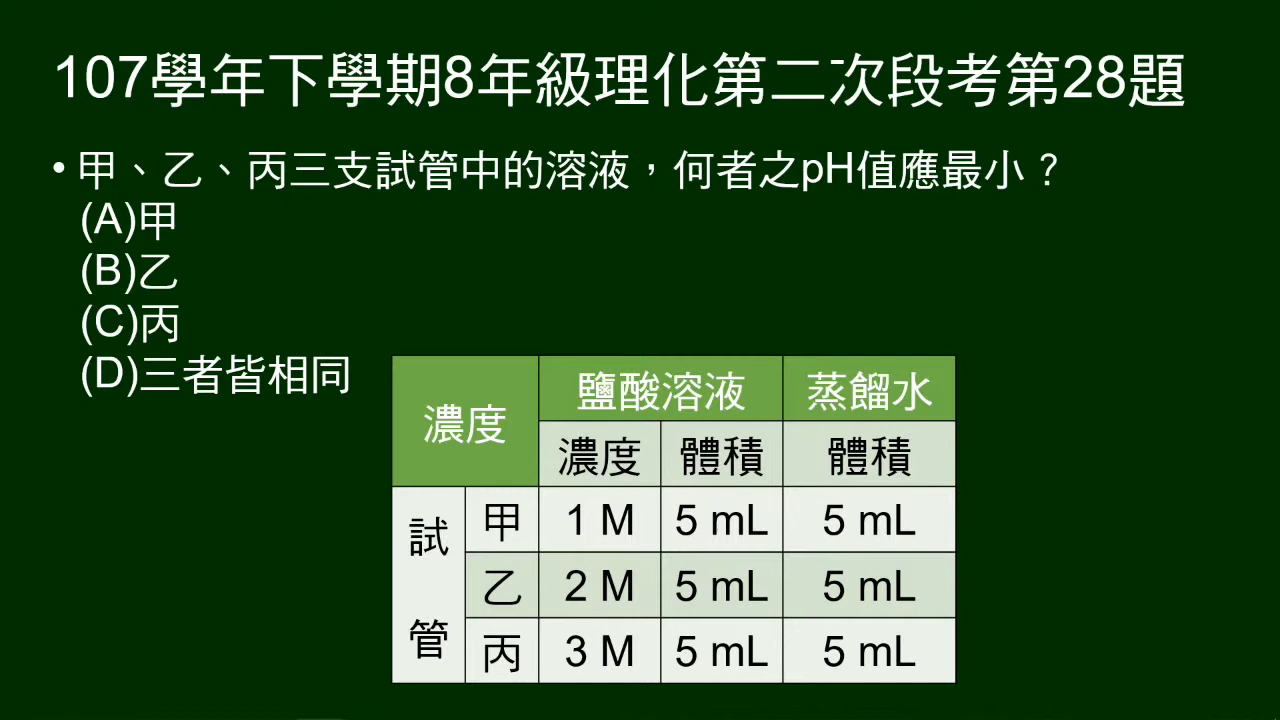 107學年下學期8年級理化第二次段考第28題
• 甲、乙、丙三支試管中的溶液，何者之pH值應最小？
(A)甲
(B)乙
(C)丙
(D)三者皆相同
濃度 鹽酸溶液 蒸餾水
濃度 體積 體積
試管 甲 1 M 5 mL 5 mL
乙 2 M 5 mL 5 mL
丙 3 M 5 mL 5 mL